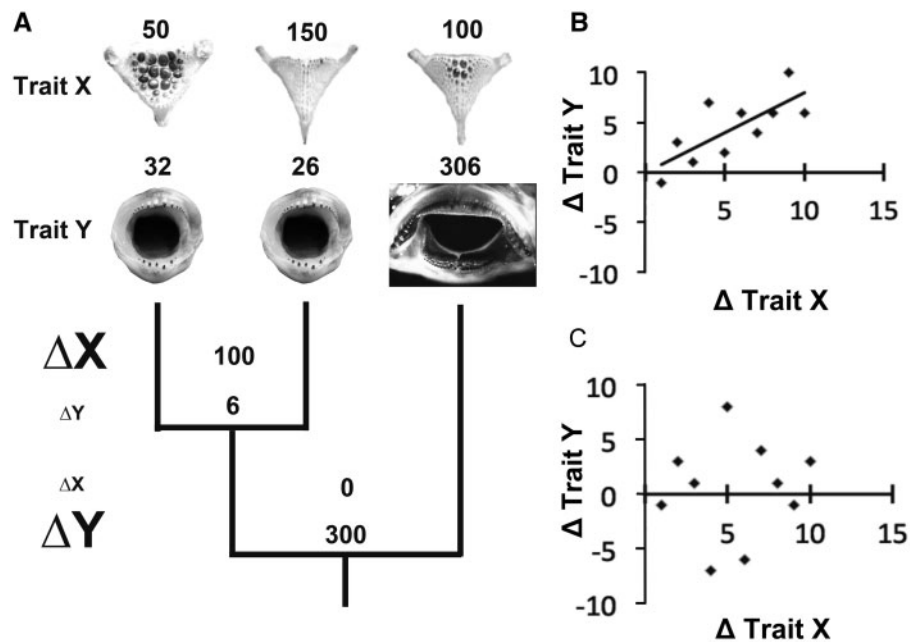 A
50 150 100
Trait X
32 26 306
Trait Y
ΔX 100
ΔY 6
ΔX 0
ΔY 300
B
10
5
0
-5
-10
5 10 15
Δ Trait Y
Δ Trait X
C
10
5
0
-5
-10
5 10 15
Δ Trait Y
Δ Trait X